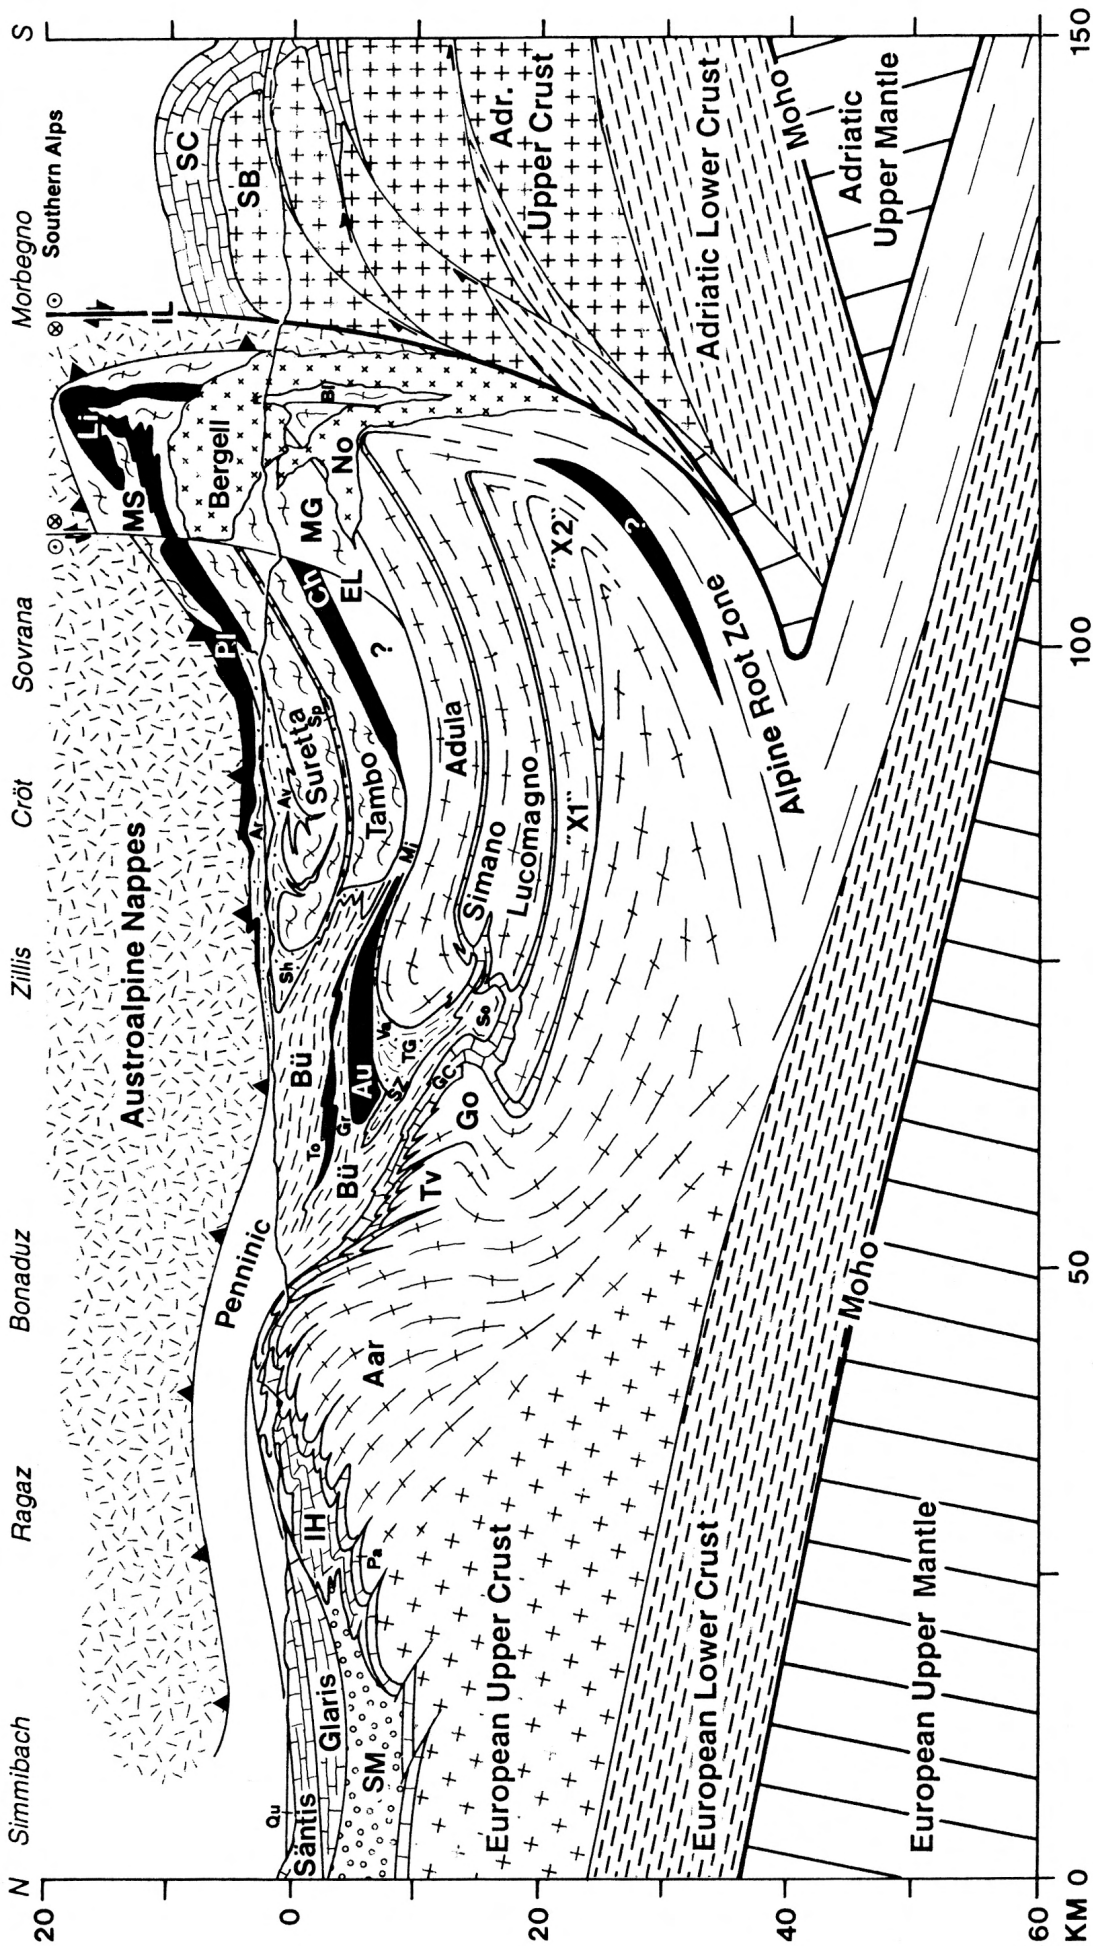 N Simmibach Ragaz Bonaduz Zillis Cröt Sovrana Morbegno S
Southern Alps
Austroalpine Nappes
Penninic
Li
MS
Pl
IL
SC
SB
Bergell
Bl
No
MG
EL
Ch
?
Qu
Säntis
Glaris
SM
IH
Pa
Aar
Tv
Go
GC
Bü
Bü
To
Gr
Au
SZ
TG
Va
So
Sh
Ar
Av
Suretta
Sp
Tambo
Mi
Adula
Simano
Lucomagno
"X1"
"X2"
?
Alpine Root Zone
Adr.
Upper Crust
Adriatic Lower Crust
Moho
Adriatic
Upper Mantle
European Upper Crust
European Lower Crust
Moho
European Upper Mantle
20
0
20
40
60
KM 0 50 100 150